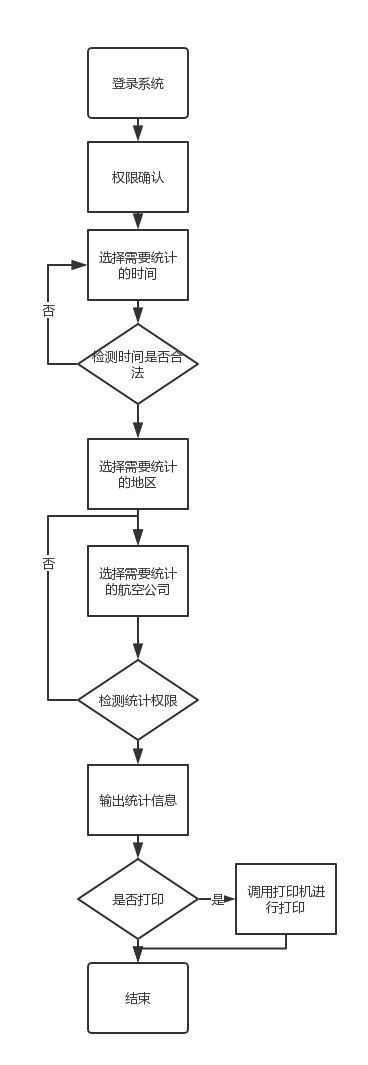 登录系统
权限确认
选择需要统计
的时间
否
检测时间是否合
法
选择需要统计
的地区
否
选择需要统计
的航空公司
检测统计权限
输出统计信息
是否打印
是
调用打印机进
行打印
结束